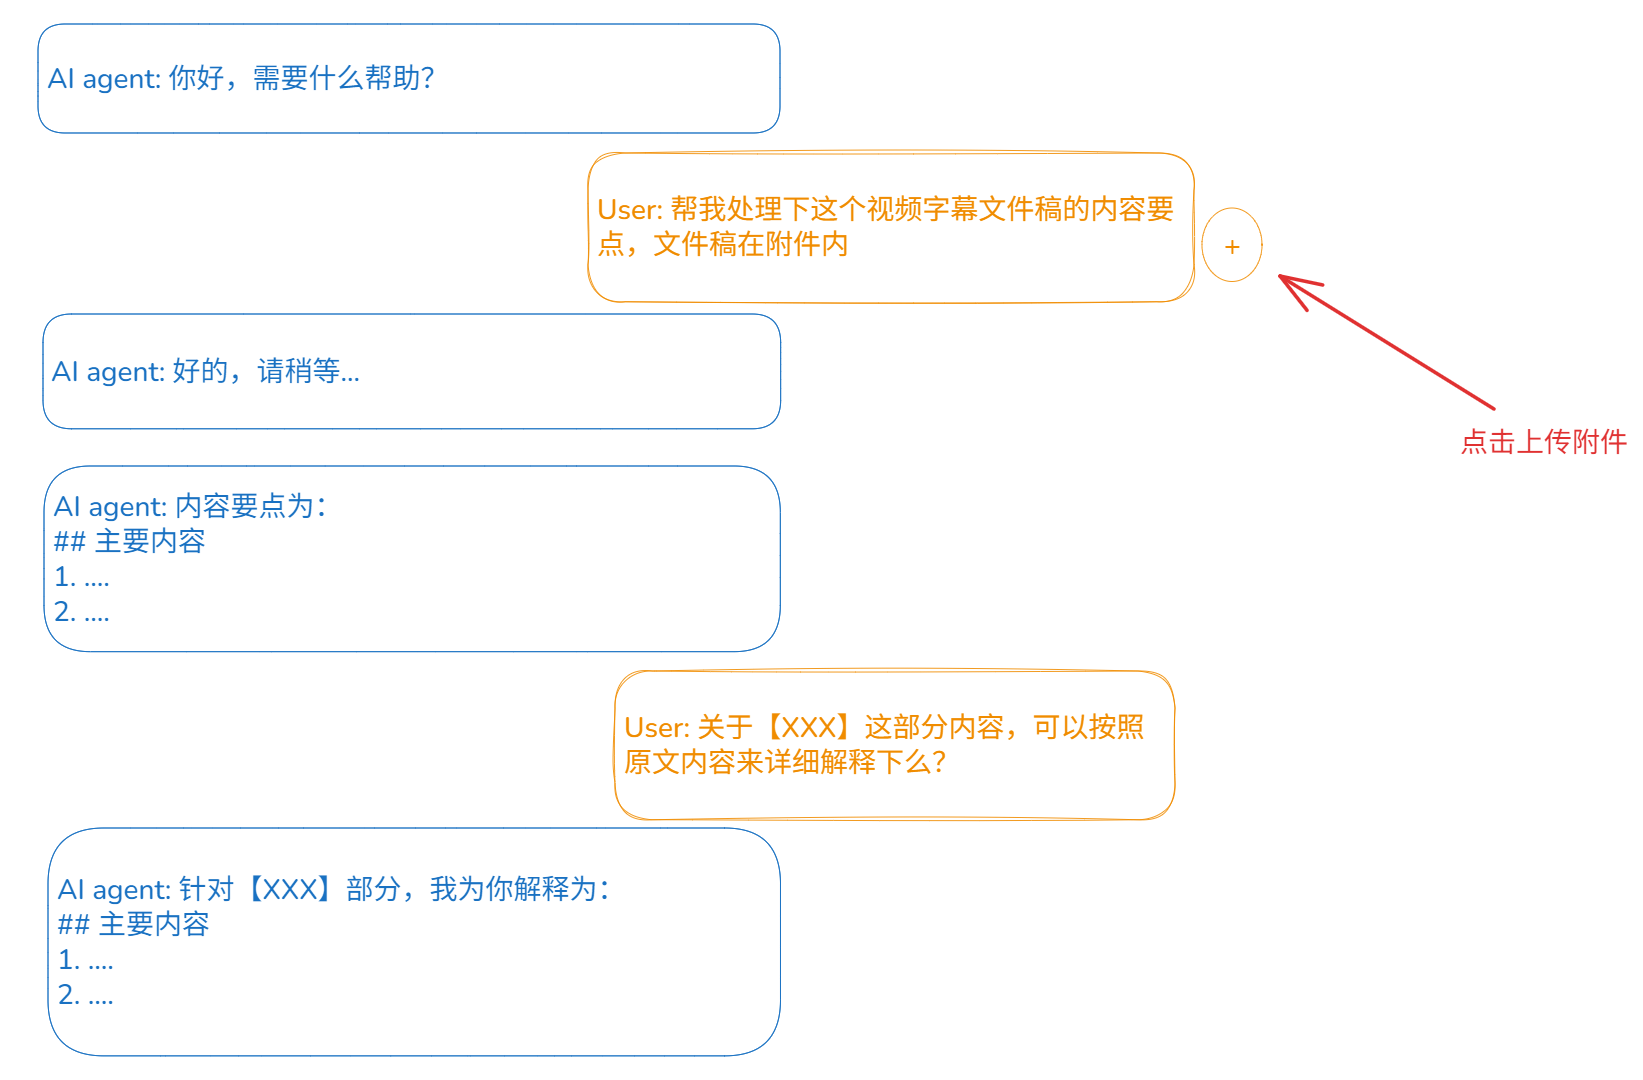 AI agent: 你好，需要什么帮助？
User: 帮我处理下这个视频字幕文件稿的内容要
点，文件稿在附件内
+
AI agent: 好的，请稍等...
点击上传附件
AI agent: 内容要点为：
## 主要内容
1. ....
2. ....
User: 关于【XXX】这部分内容，可以按照
原文内容来详细解释下么？
AI agent: 针对【XXX】部分，我为你解释为：
## 主要内容
1. ....
2. ....